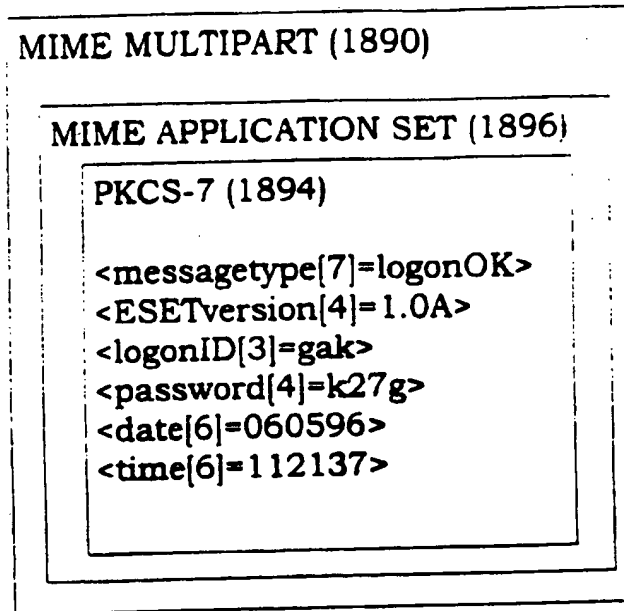 MIME MULTIPART (1890)
MIME APPLICATION SET (1896)
PKCS-7 (1894)
<messagetype[7]=logonOK>
<ESETversion[4]=1.0A>
<logonID[3]=gak>
<password[4]=k27g>
<date[6]=060596>
<time[6]=112137>